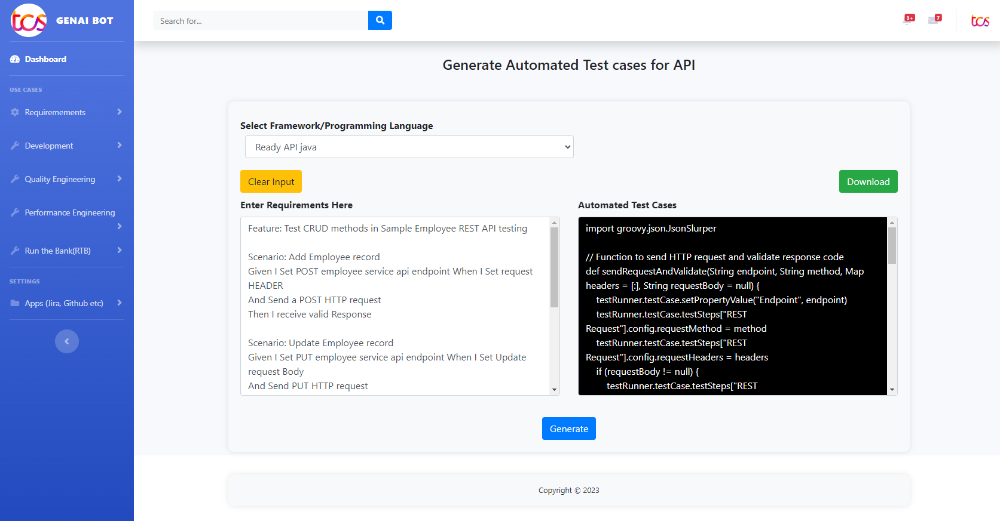 tcs GENAI BOT
Search for...
3+
7
tcs
Dashboard
USE CASES
Requiremements
Development
Quality Engineering
Performance Engineering
Run the Bank(RTB)
SETTINGS
Apps (Jira, Github etc)
Generate Automated Test cases for API
Select Framework/Programming Language
Ready API java
Clear Input
Download
Enter Requirements Here
Feature: Test CRUD methods in Sample Employee REST API testing
Scenario: Add Employee record
Given I Set POST employee service api endpoint When I Set request
HEADER
And Send a POST HTTP request
Then I receive valid Response
Scenario: Update Employee record
Given I Set PUT employee service api endpoint When I Set Update
request Body
And Send PUT HTTP request
Automated Test Cases
import groovy.json.JsonSlurper
// Function to send HTTP request and validate response code
def sendRequestAndValidate(String endpoint, String method, Map
headers = [:], String requestBody = null) {
testRunner.testCase.setPropertyValue("Endpoint", endpoint)
testRunner.testCase.testSteps["REST
Request"].config.requestMethod = method
testRunner.testCase.testSteps["REST
Request"].config.requestHeaders = headers
if (requestBody != null) {
testRunner.testCase.testSteps["REST
Generate
Copyright © 2023